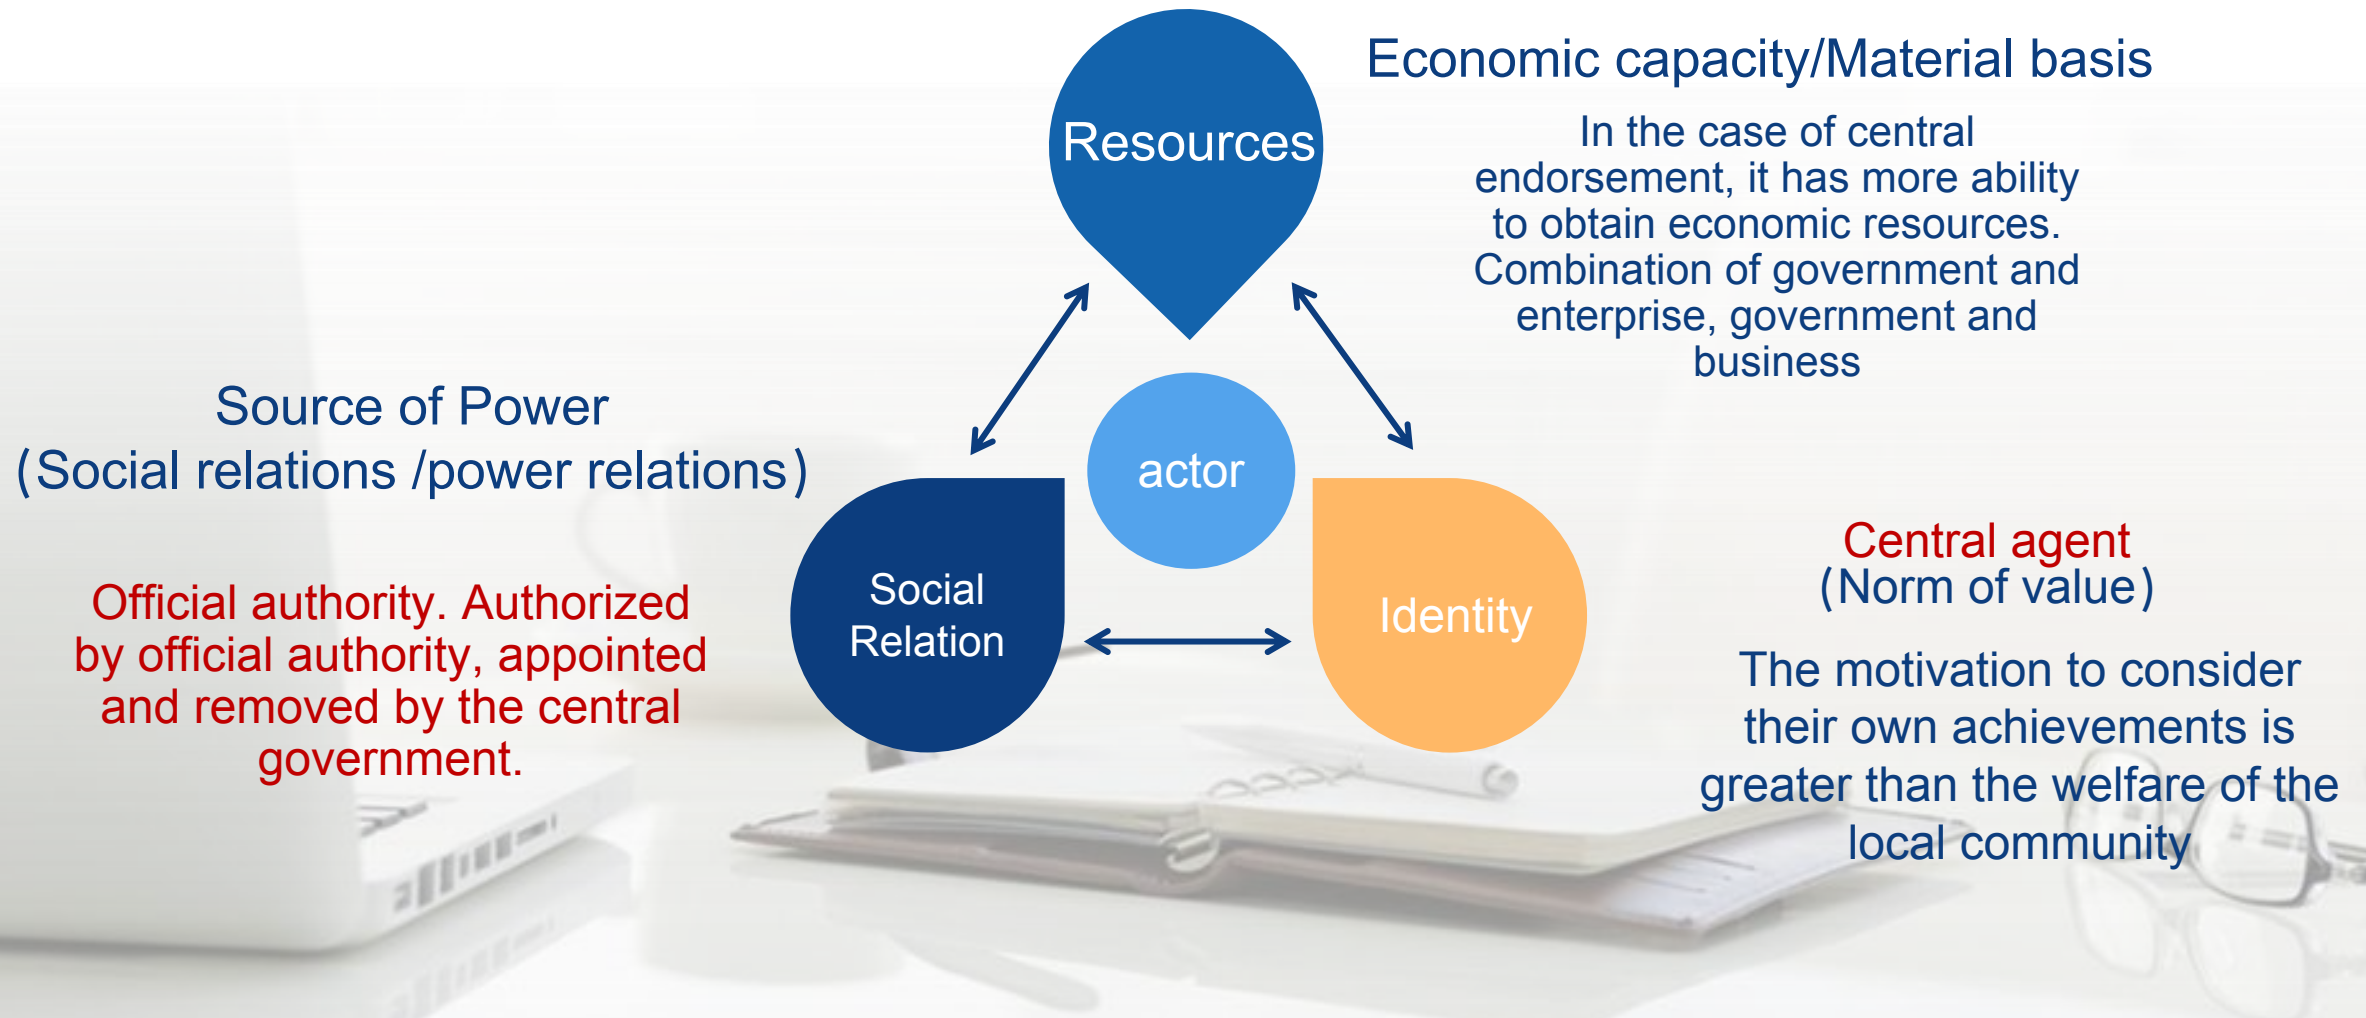 Resources
Economic capacity/Material basis
In the case of central
endorsement, it has more ability
to obtain economic resources.
Combination of government and
enterprise, government and
business
Source of Power
(Social relations /power relations)
Official authority. Authorized
by official authority, appointed
and removed by the central
government.
actor
Social
Relation
Identity
Central agent
(Norm of value)
The motivation to consider
their own achievements is
greater than the welfare of the
local community